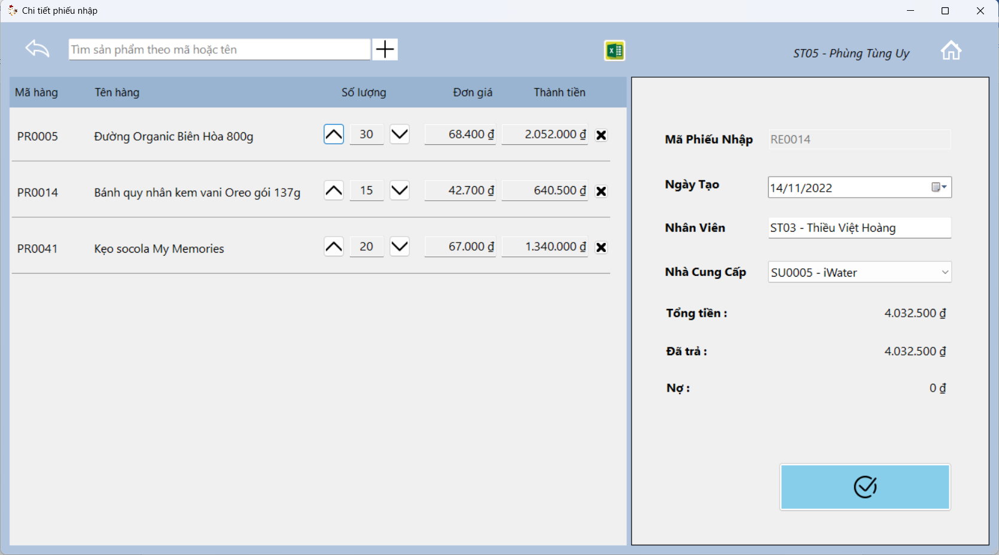 Chi tiết phiếu nhập
Tìm sản phẩm theo mã hoặc tên
ST05 - Phùng Tùng Uy
Mã hàng Tên hàng Số lượng Đơn giá Thành tiền
PR0005 Đường Organic Biên Hòa 800g 30 68.400 ₫ 2.052.000 ₫
PR0014 Bánh quy nhân kem vani Oreo gói 137g 15 42.700 ₫ 640.500 ₫
PR0041 Kẹo socola My Memories 20 67.000 ₫ 1.340.000 ₫
Mã Phiếu Nhập RE0014
Ngày Tạo 14/11/2022
Nhân Viên ST03 - Thiều Việt Hoàng
Nhà Cung Cấp SU0005 - iWater
Tổng tiền : 4.032.500 ₫
Đã trả : 4.032.500 ₫
Nợ : 0 ₫